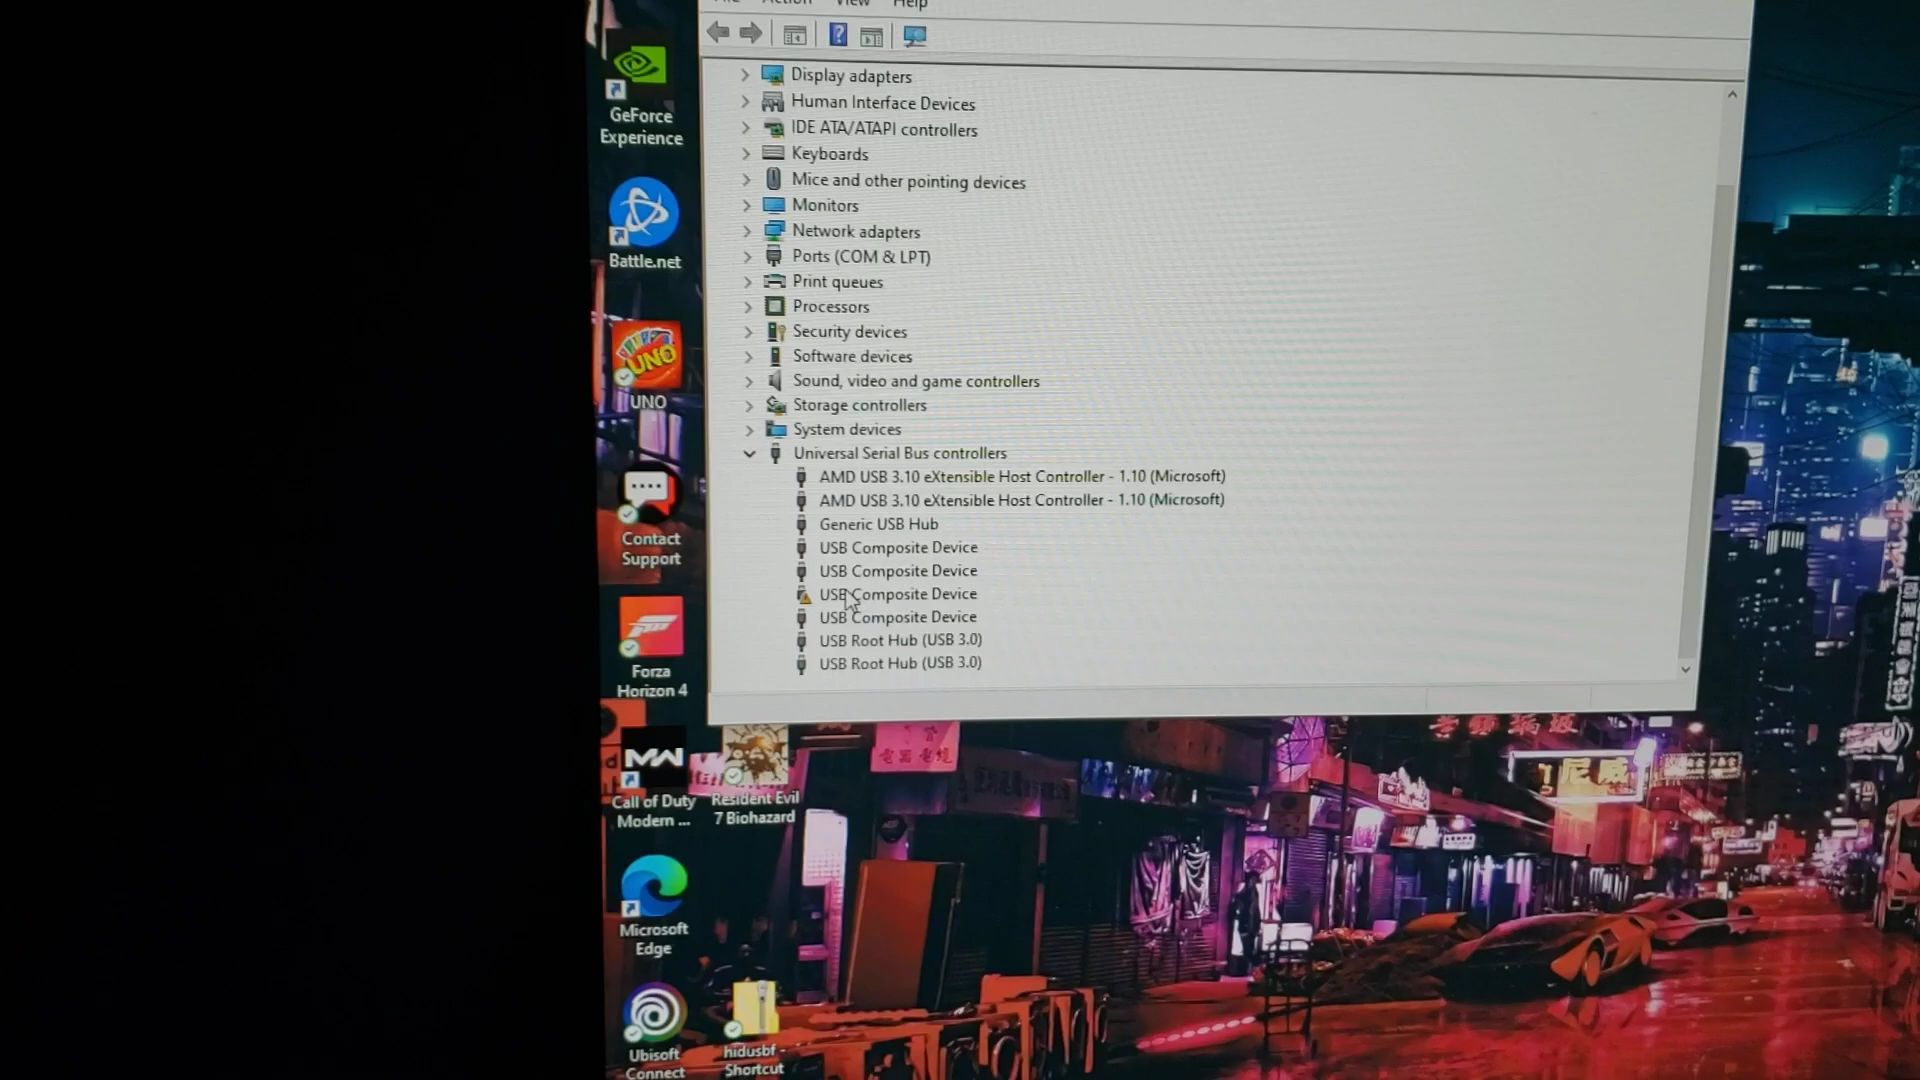 Action View Help
GeForce
Experience
Battle.net
UNO
UNO
Contact
Support
Forza
Horizon 4
Call of Duty
Modern ...
Resident Evil
7 Biohazard
Microsoft
Edge
Ubisoft
Connect
hidusbf -
Shortcut
Display adapters
Human Interface Devices
IDE ATA/ATAPI controllers
Keyboards
Mice and other pointing devices
Monitors
Network adapters
Ports (COM & LPT)
Print queues
Processors
Security devices
Software devices
Sound, video and game controllers
Storage controllers
System devices
Universal Serial Bus controllers
AMD USB 3.10 eXtensible Host Controller - 1.10 (Microsoft)
AMD USB 3.10 eXtensible Host Controller - 1.10 (Microsoft)
Generic USB Hub
USB Composite Device
USB Composite Device
USB Composite Device
USB Composite Device
USB Root Hub (USB 3.0)
USB Root Hub (USB 3.0)